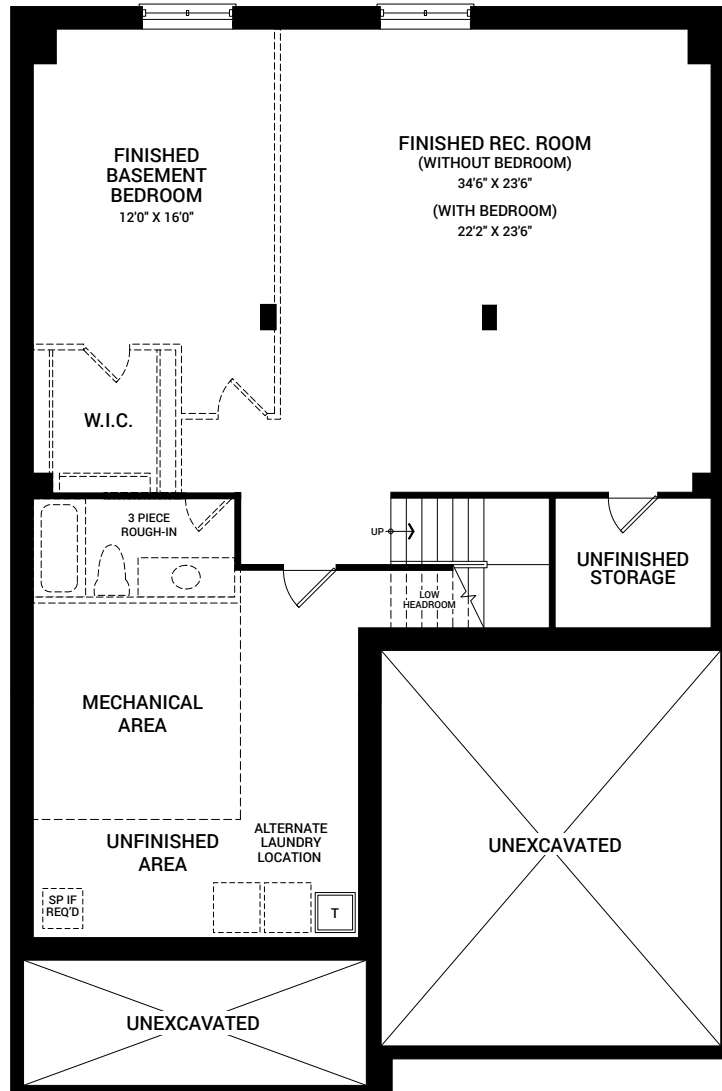 FINISHED
BASEMENT
BEDROOM
12'0" X 16'0"
FINISHED REC. ROOM
(WITHOUT BEDROOM)
34'6" X 23'6"
(WITH BEDROOM)
22'2" X 23'6"
W.I.C.
3 PIECE
ROUGH-IN
UP
LOW
HEADROOM
UNFINISHED
STORAGE
MECHANICAL
AREA
UNFINISHED
AREA
ALTERNATE
LAUNDRY
LOCATION
SP IF
REQ'D
T
UNEXCAVATED
UNEXCAVATED